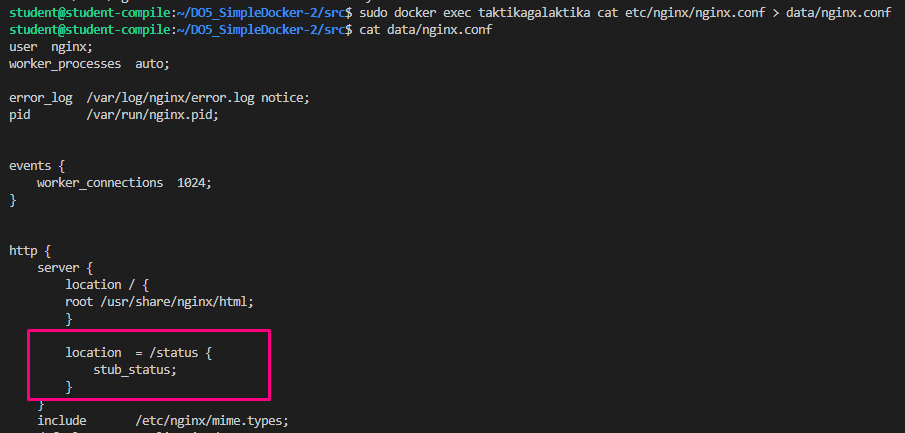 student@student-compile:~/DO5_SimpleDocker-2/src$ sudo docker exec taktikagalaktika cat etc/nginx/nginx.conf > data/nginx.conf
student@student-compile:~/DO5_SimpleDocker-2/src$ cat data/nginx.conf
user  nginx;
worker_processes  auto;
error_log  /var/log/nginx/error.log notice;
pid        /var/run/nginx.pid;
events {
    worker_connections  1024;
}
http {
    server {
        location / {
        root /usr/share/nginx/html;
        }
        location  = /status {
            stub_status;
        }
    }
    include       /etc/nginx/mime.types;